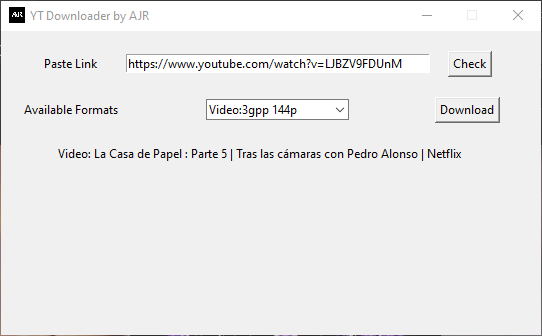 AJR YT Downloader by AJR
Paste Link https://www.youtube.com/watch?v=LJBZV9FDUnM Check
Available Formats Video:3gpp 144p Download
Video: La Casa de Papel : Parte 5 | Tras las cámaras con Pedro Alonso | Netflix